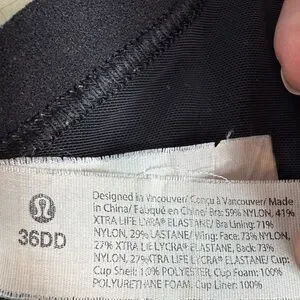 36DD
Designed in Vancouver/ Conçu à Vancouver/ Made
in China/ Fabriqué en Chine/ Bra: 59% NYLON, 41%
XTRA LIFE LYCRA® ELASTANE/ Bra Lining: 71%
NYLON, 29% LASTANE/ Wing/ Face: 73% NYLON,
27% XTRA LIFE LYCRA® ELASTANE, Back: 73%
NYLON, 27% XTRA LIFE LYCRA® ELASTANE/ Cup:
Cup Shell: 100% POLYESTER, Cup Foam: 100%
POLYURETHANE FOAM, Cup Liner: 100%